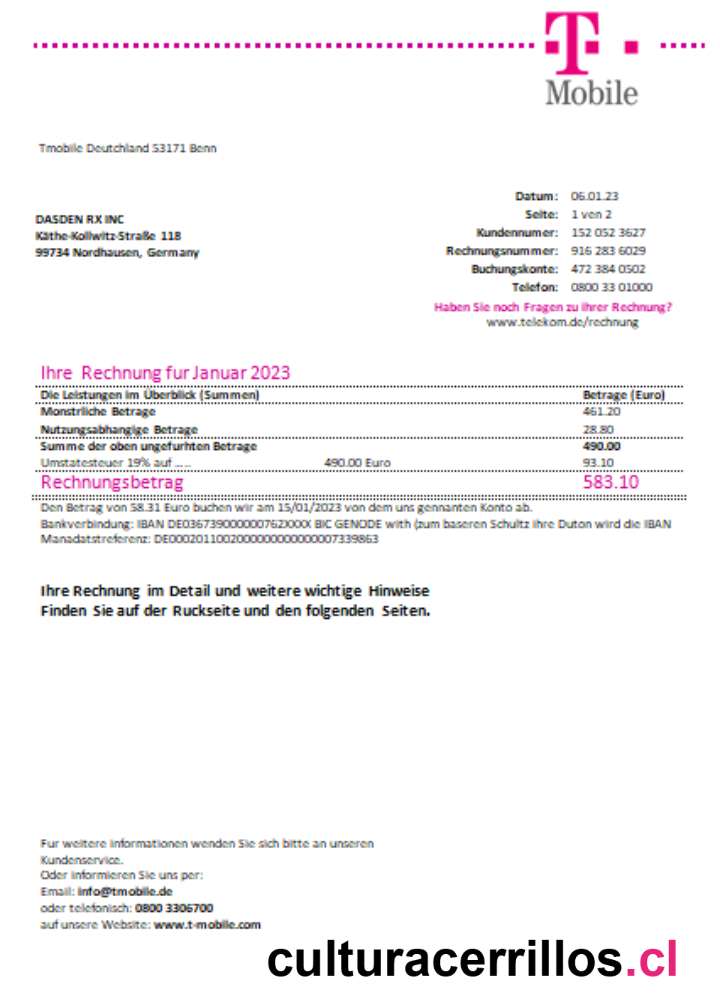 T
Mobile
Tmobile Deutchland 53171 Benn
Datum: 06.01.23
Seite: 1 ven 2
Kundennumer: 152 052 3627
Rechnungsnummer: 916 283 6029
Buchungskonte: 472 384 0502
Telefon: 0800 33 01000
Haben Sie noch Fragen zu Ihrer Rechnung?
www.telekom.de/rechnung
DASDEN RX INC
Käthe-Kollwitz-Straße 118
99734 Nordhausen, Germany
Ihre Rechnung fur Januar 2023
Die Leistungen im Überblick (Summen) Betrage (Euro)
Monstrliche Betrage 461.20
Nutzungsabhangige Betrage 28.80
Summe der oben ungefurhten Betrage 490.00
Umstatesteuer 19% auf ..... 490.00 Euro 93.10
Rechnungsbetrag 583.10
Den Betrag von 58.31 Euro buchen wir am 15/01/2023 von dem uns gennanten Konto ab.
Bankverbindung: IBAN DE0367390000000762XXXX BIC GENODE with (zum baseren Schultz ihre Duton wird die IBAN
Manadatstreferenz:
Ihre Rechnung im Detail und weitere wichtige Hinweise
Finden Sie auf der Ruckseite und den folgenden Seiten.
Fur weitere informationen wenden Sie sich bitte an unseren
Kundenservice.
Oder informieren Sie uns per:
Email: info@tmobile.de
oder telefonisch: 0800 3306700
auf unsere Website: www.t-mobile.com
culturacerrillos.cl